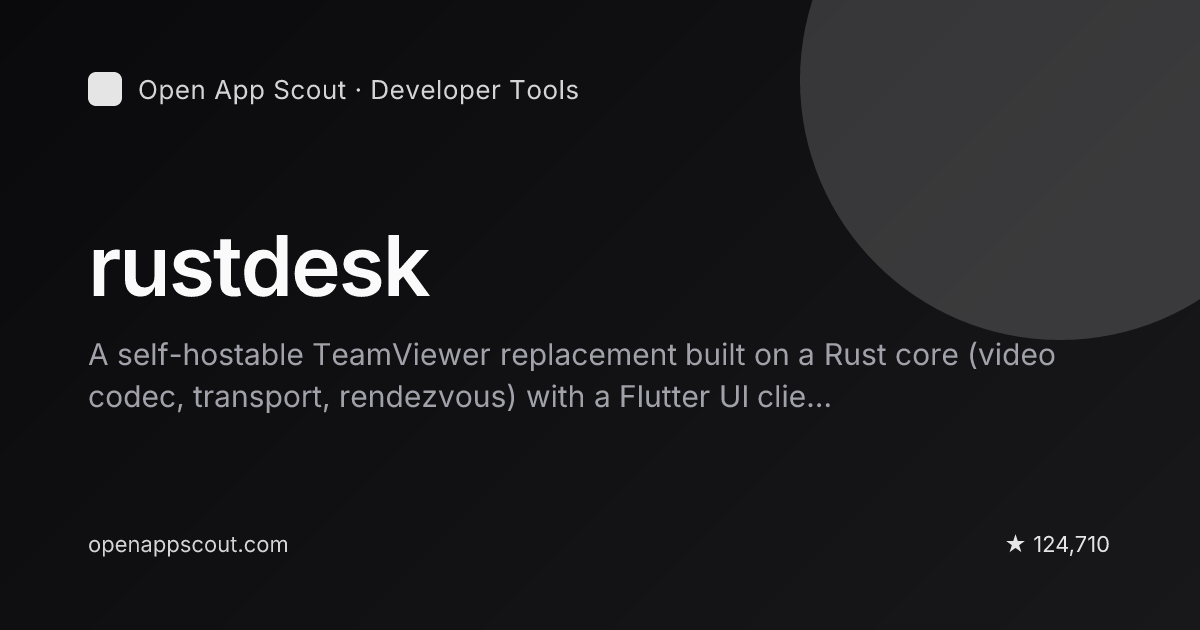 Open App Scout · Developer Tools
rustdesk
A self-hostable TeamViewer replacement built on a Rust core (video
codec, transport, rendezvous) with a Flutter UI clie...
openappscout.com
★ 124,710